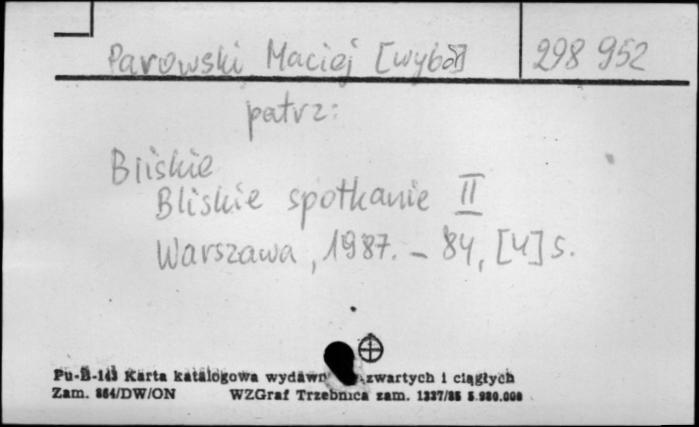 Parowski Maciej [wybór] 298 952
patrz:
Bliskie
Bliskie spotkanie II
Warszawa, 1987. – 84, [4] s.
Pu-B-143 Karta katalogowa wydawn zwartych i ciągłych
Zam. 864/DW/ON WZGraf Trzebnica zam. 1337/85 5.980.000